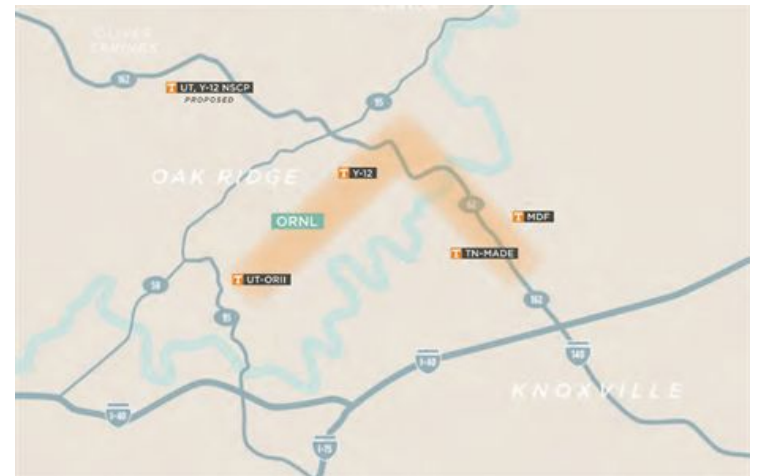 OLIVER
SPRINGS
162
T UT, Y-12 NSCP
PROPOSED
95
OAK RIDGE
T Y-12
ORNL
62
T MDF
T TN-MADE
T UT-ORII
58
95
162
I-40
140
KNOXVILLE
I-40
I-75